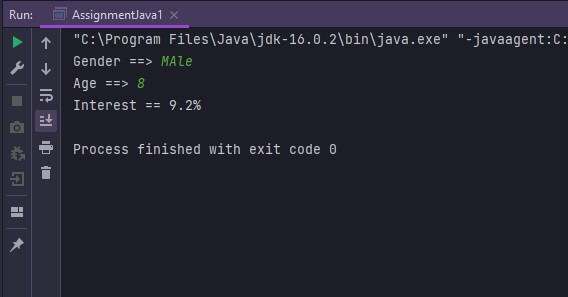 Run: AssignmentJava1
"C:\Program Files\Java\jdk-16.0.2\bin\java.exe" "-javaagent:C:
Gender ==> MAle
Age ==> 8
Interest == 9.2%
Process finished with exit code 0